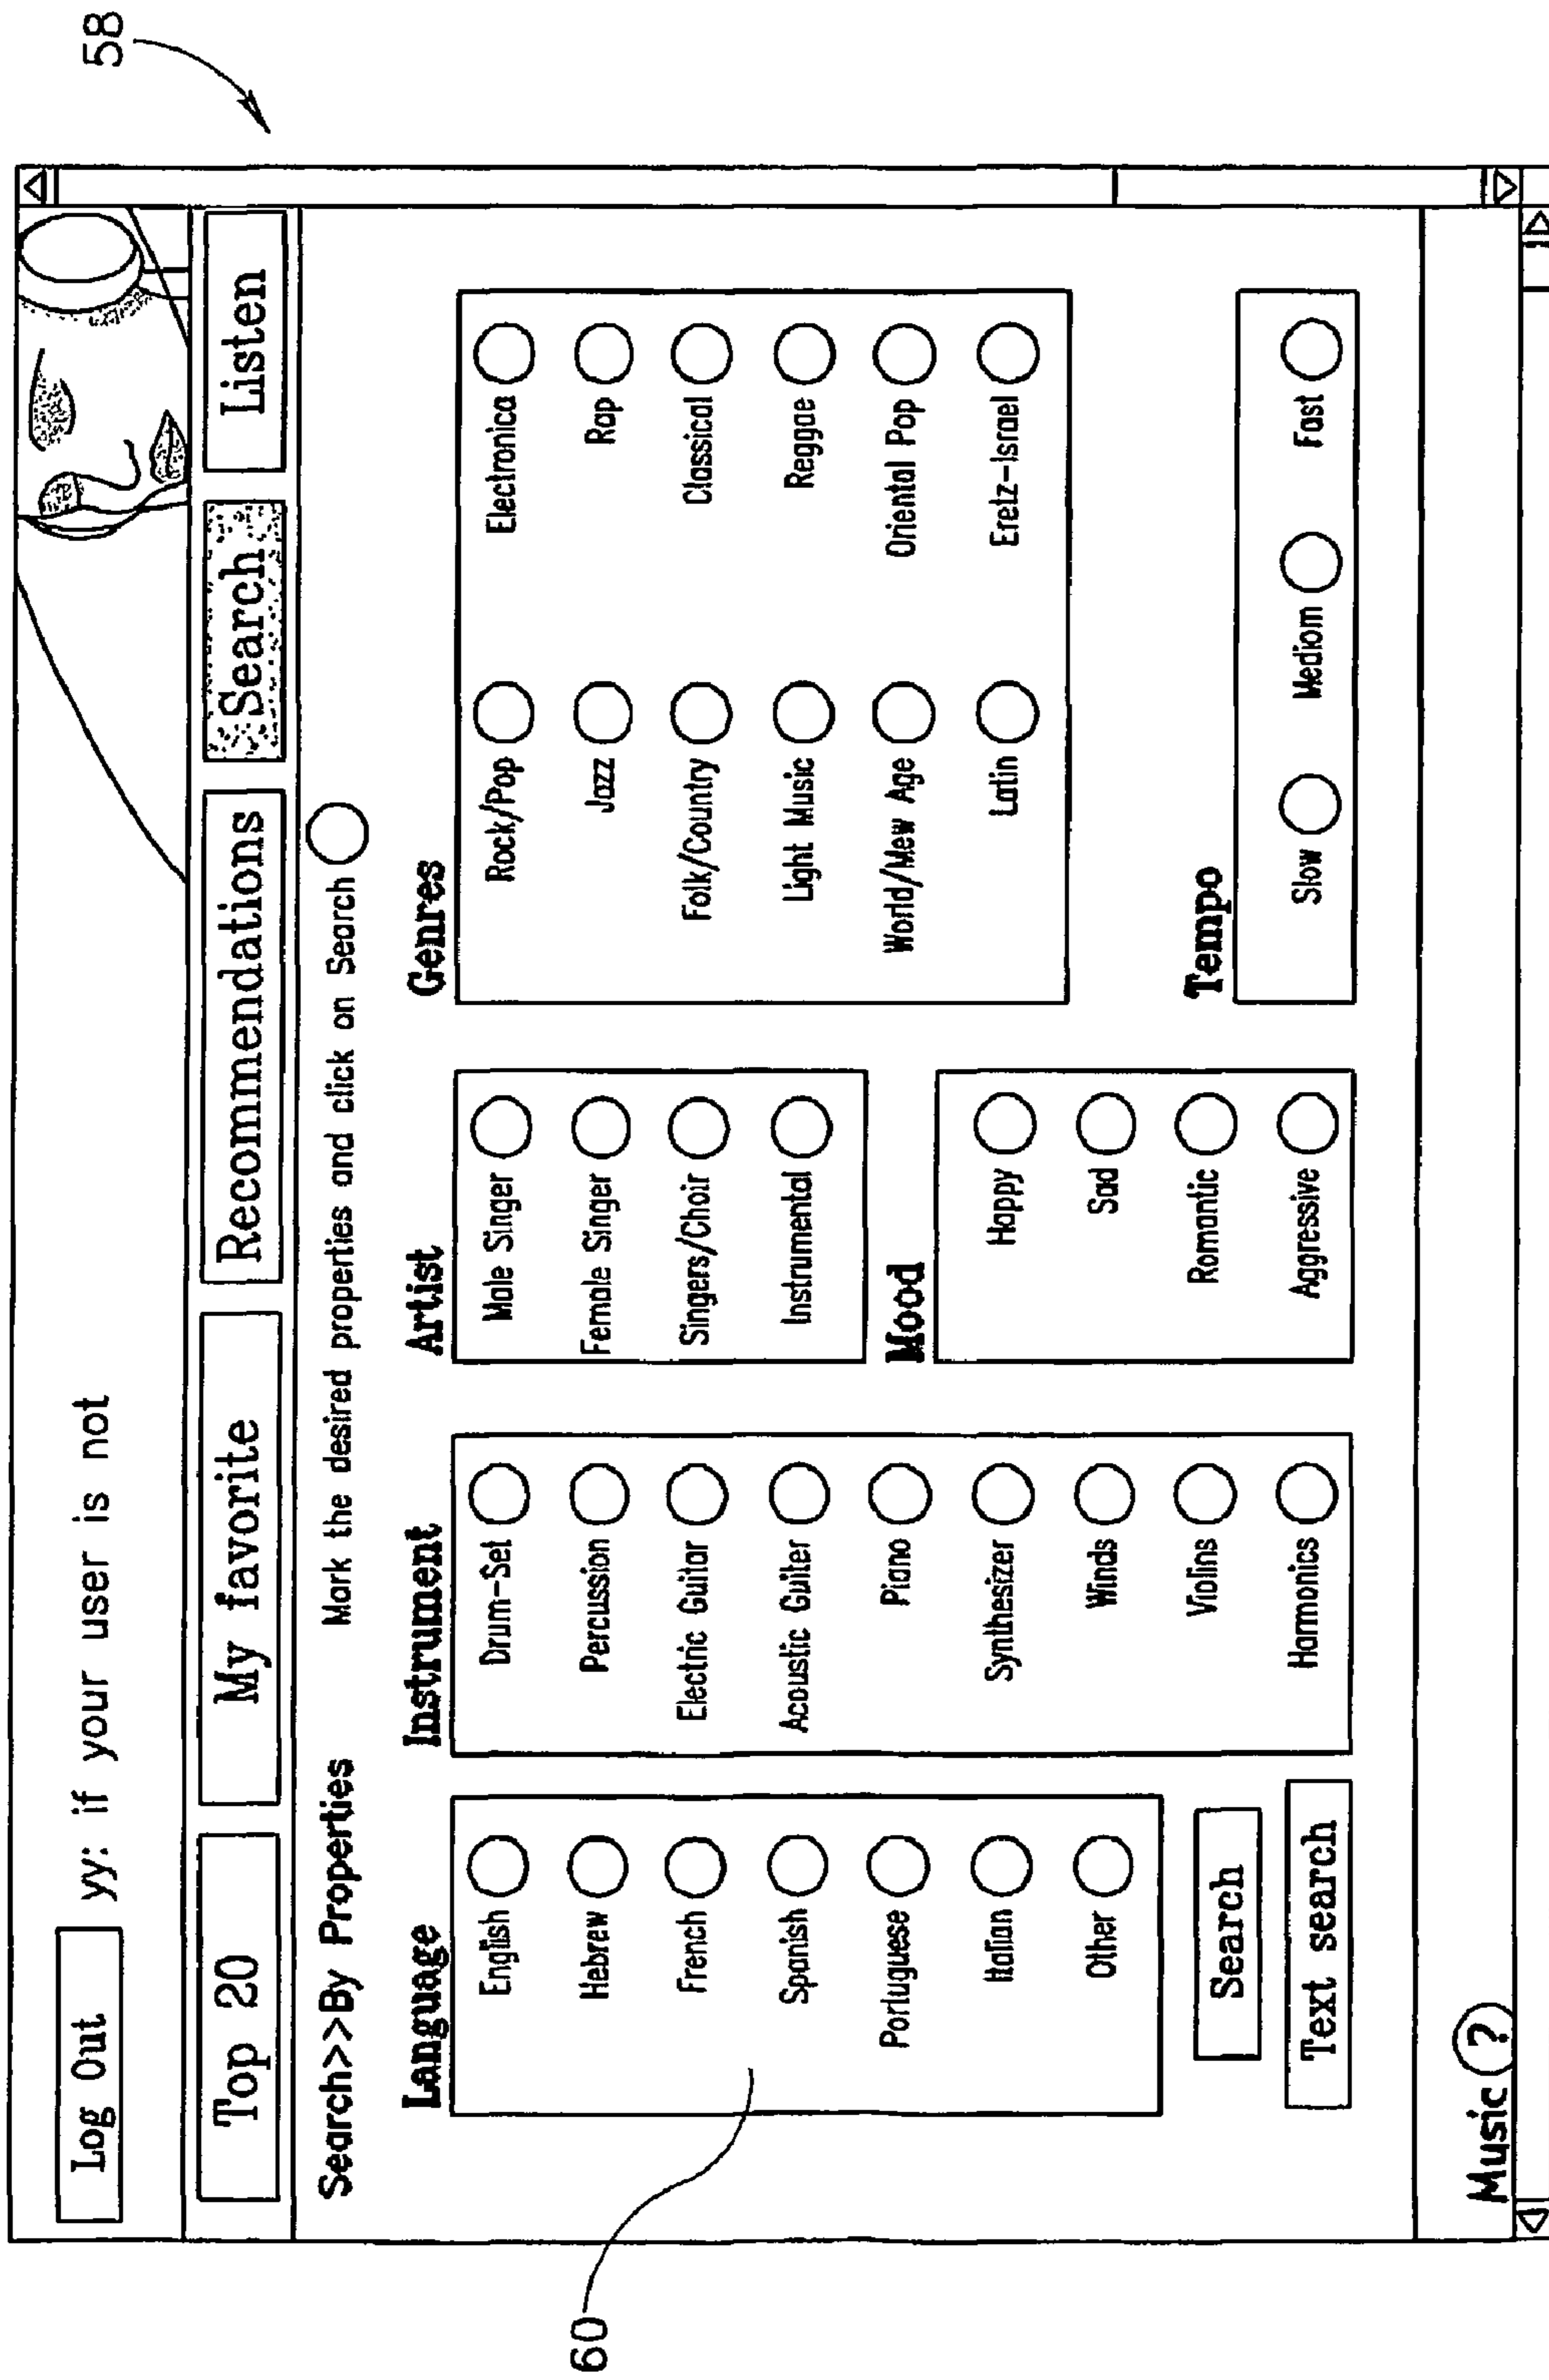 58
Log Out yy: if your user is not
Top 20 My favorite Recommendations Search Listen
Search>>By Properties Mark the desired properties and click on Search
Language
English
Hebrew
French
Spanish
Portuguese
Italian
Other
Search
Text search
Instrument
Drum-Set
Percussion
Electric Guitar
Acoustic Guiter
Piano
Synthesizer
Winds
Violins
Harmonics
Artist
Male Singer
Female Singer
Singers/Choir
Instrumental
Mood
Happy
Sad
Romantic
Aggressive
Genres
Rock/Pop Electronica
Jazz Rap
Folk/Country Classical
Light Music Reggae
World/Mew Age Oriental Pop
Latin Eretz-Israel
Tempo
Slow Mediom Fast
60
Music ?